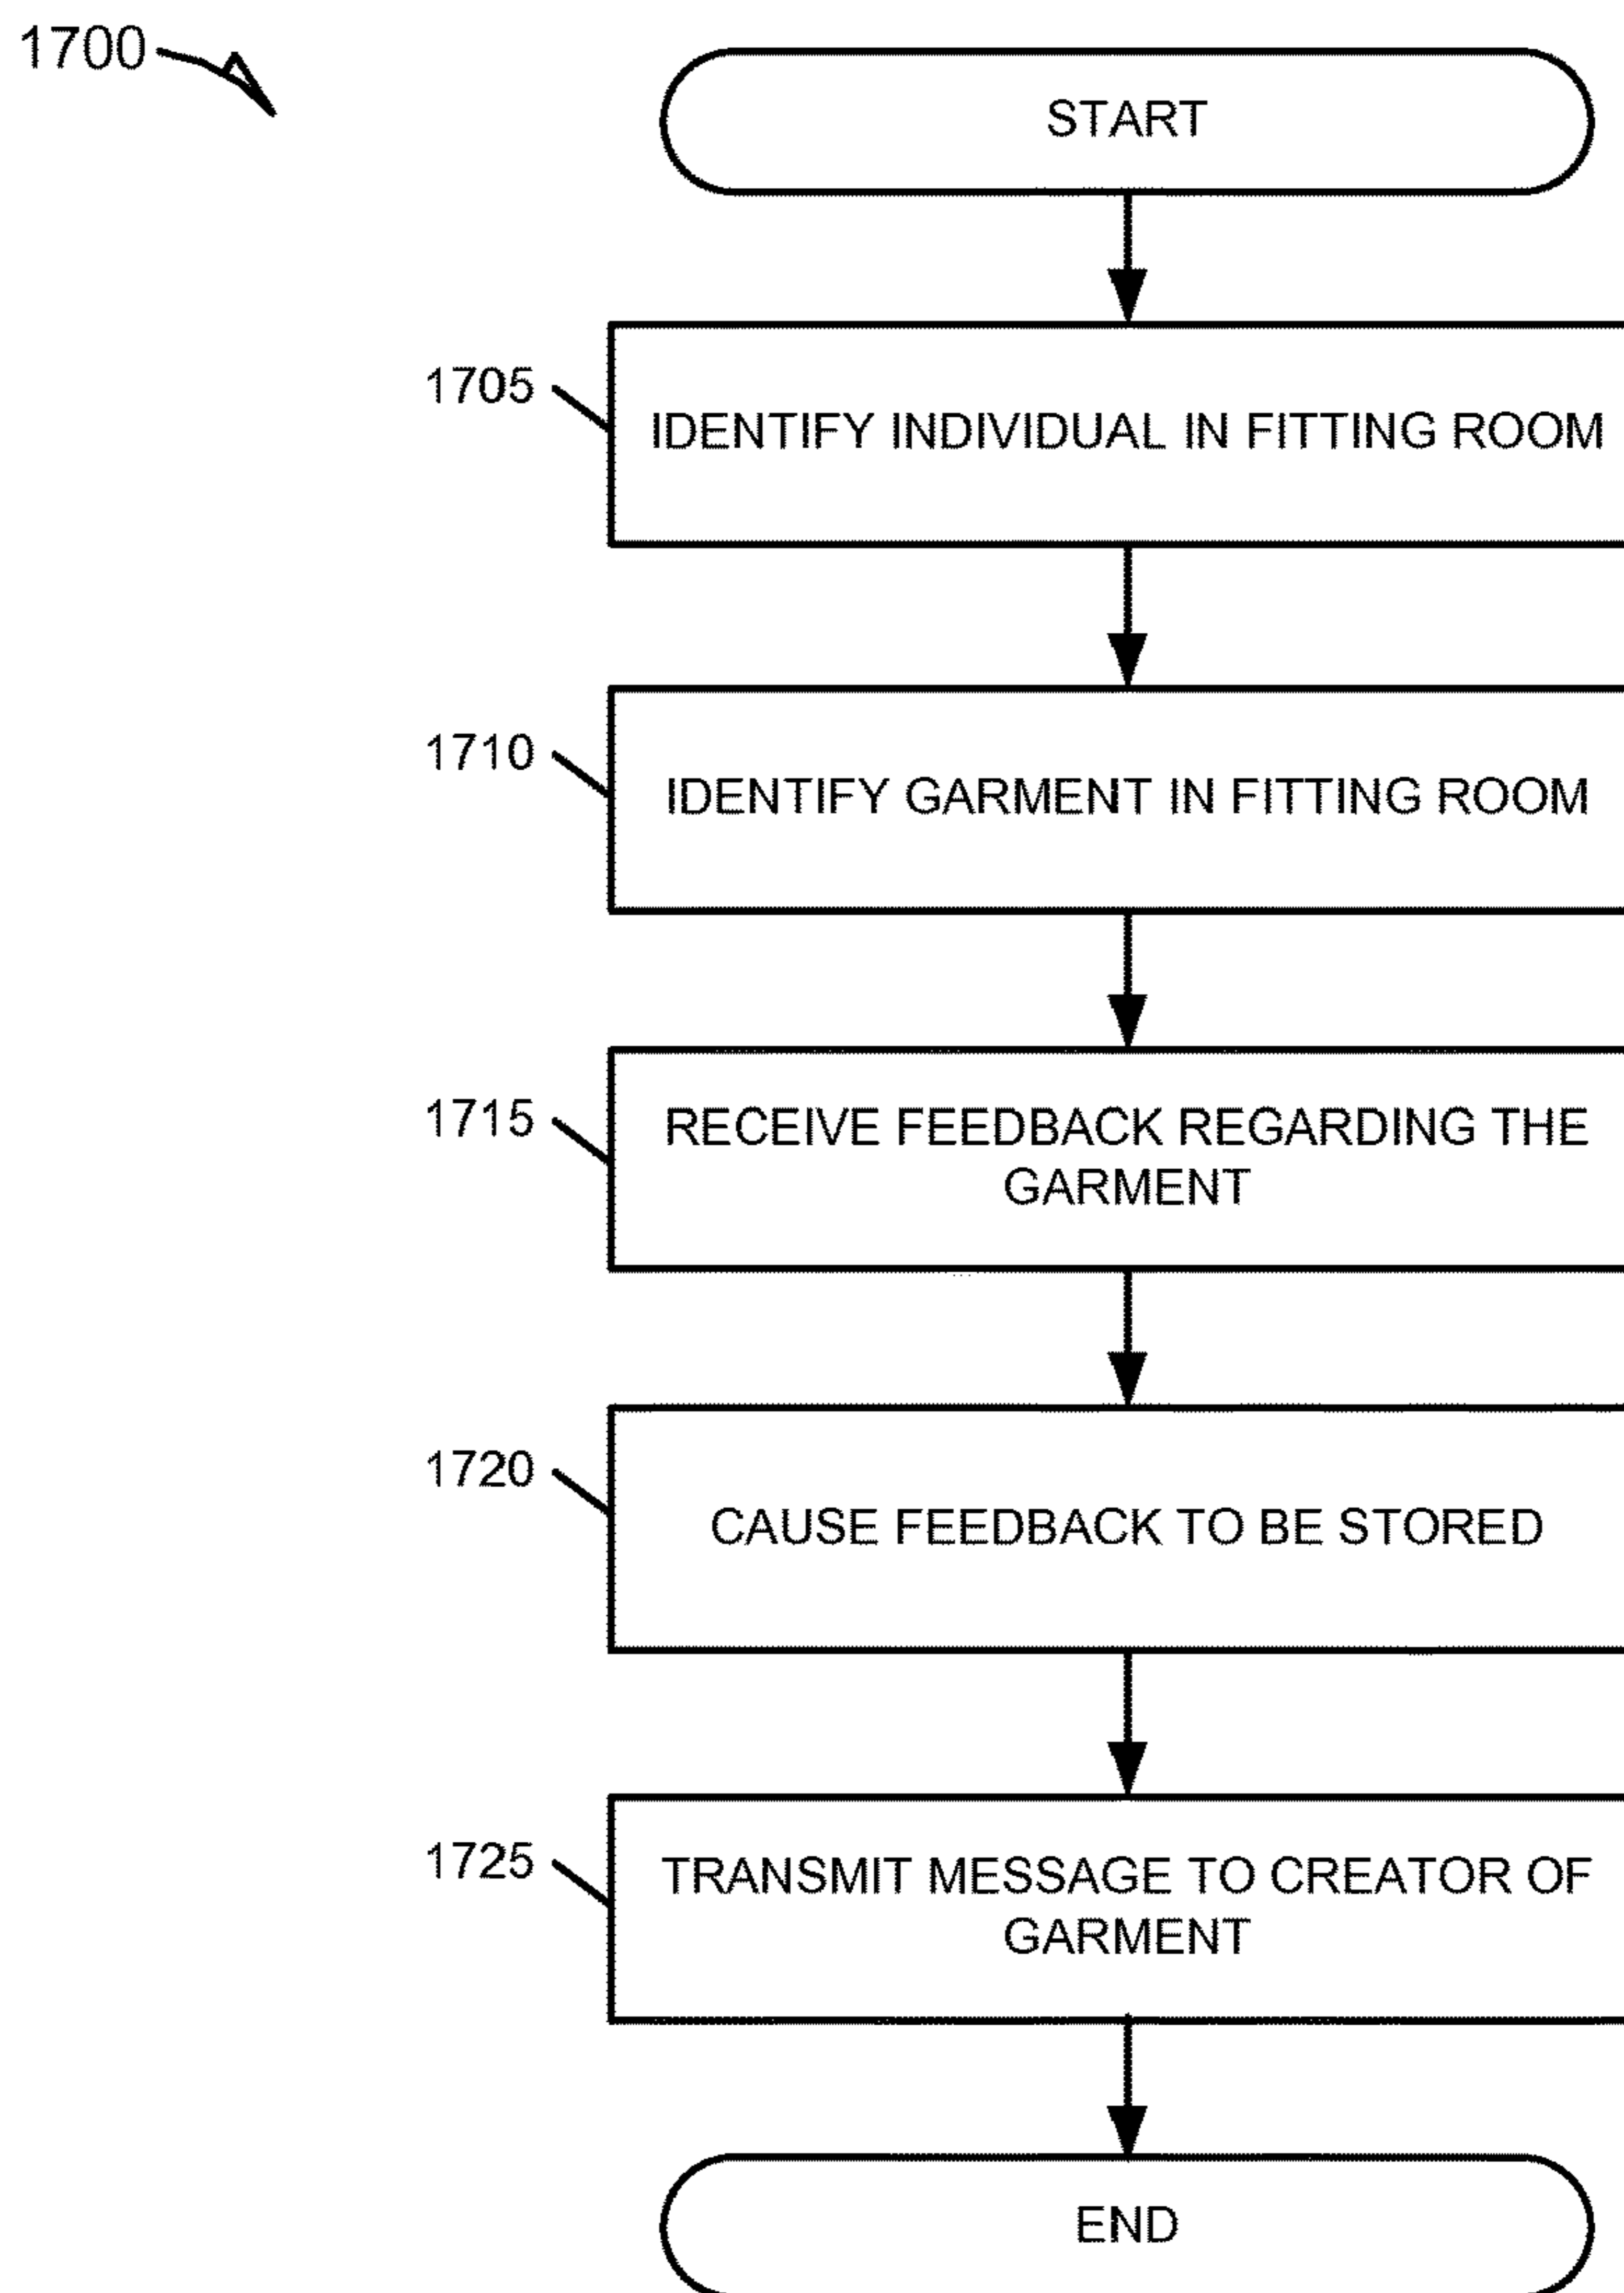 1700
START
1705
IDENTIFY INDIVIDUAL IN FITTING ROOM
1710
IDENTIFY GARMENT IN FITTING ROOM
1715
RECEIVE FEEDBACK REGARDING THE
GARMENT
1720
CAUSE FEEDBACK TO BE STORED
1725
TRANSMIT MESSAGE TO CREATOR OF
GARMENT
END